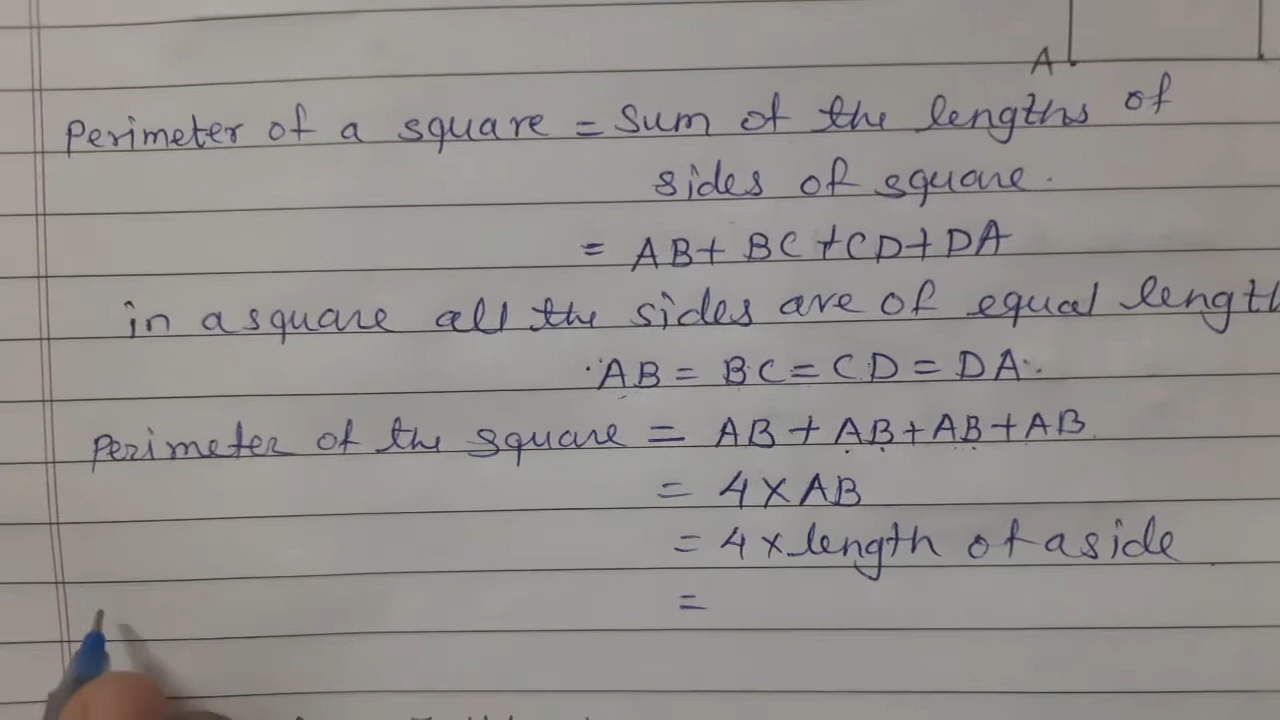 A
Perimeter of a square = Sum of the lengths of
sides of square.
= AB + BC + CD + DA
in a square all the sides are of equal length
AB = BC = CD = DA.
Perimeter of the square = AB + AB + AB + AB
= 4 × AB
= 4 × length of a side
=